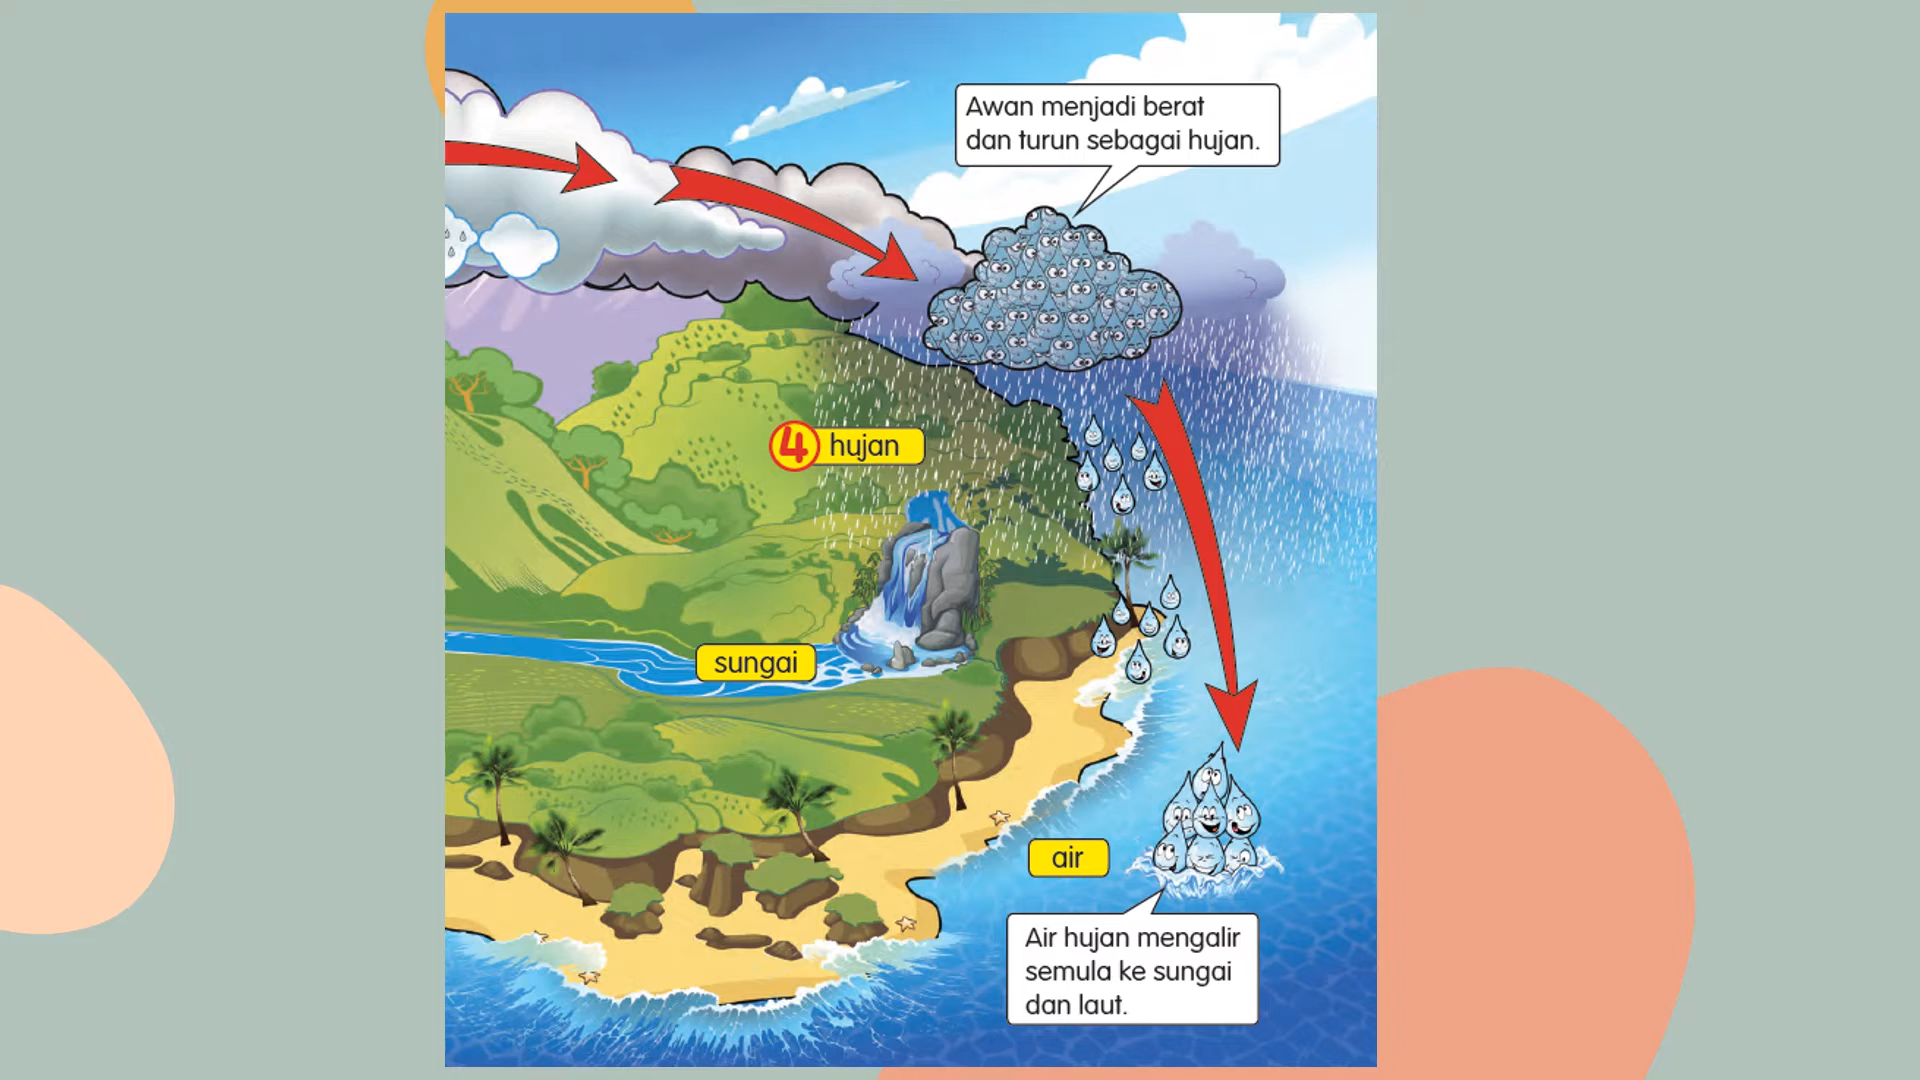 Awan menjadi berat
dan turun sebagai hujan.
4 hujan
sungai
air
Air hujan mengalir
semula ke sungai
dan laut.